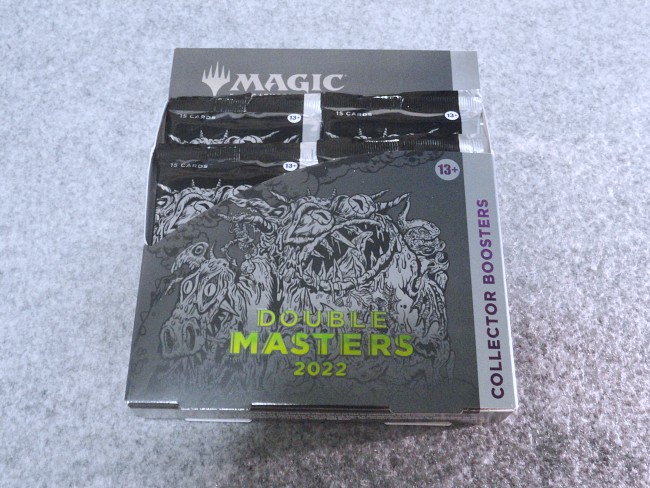 MAGIC
15 CARDS
13+
15 CARDS
13+
15 CARDS
13+
13+
COLLECTOR BOOSTERS
DOUBLE
MASTERS
2022